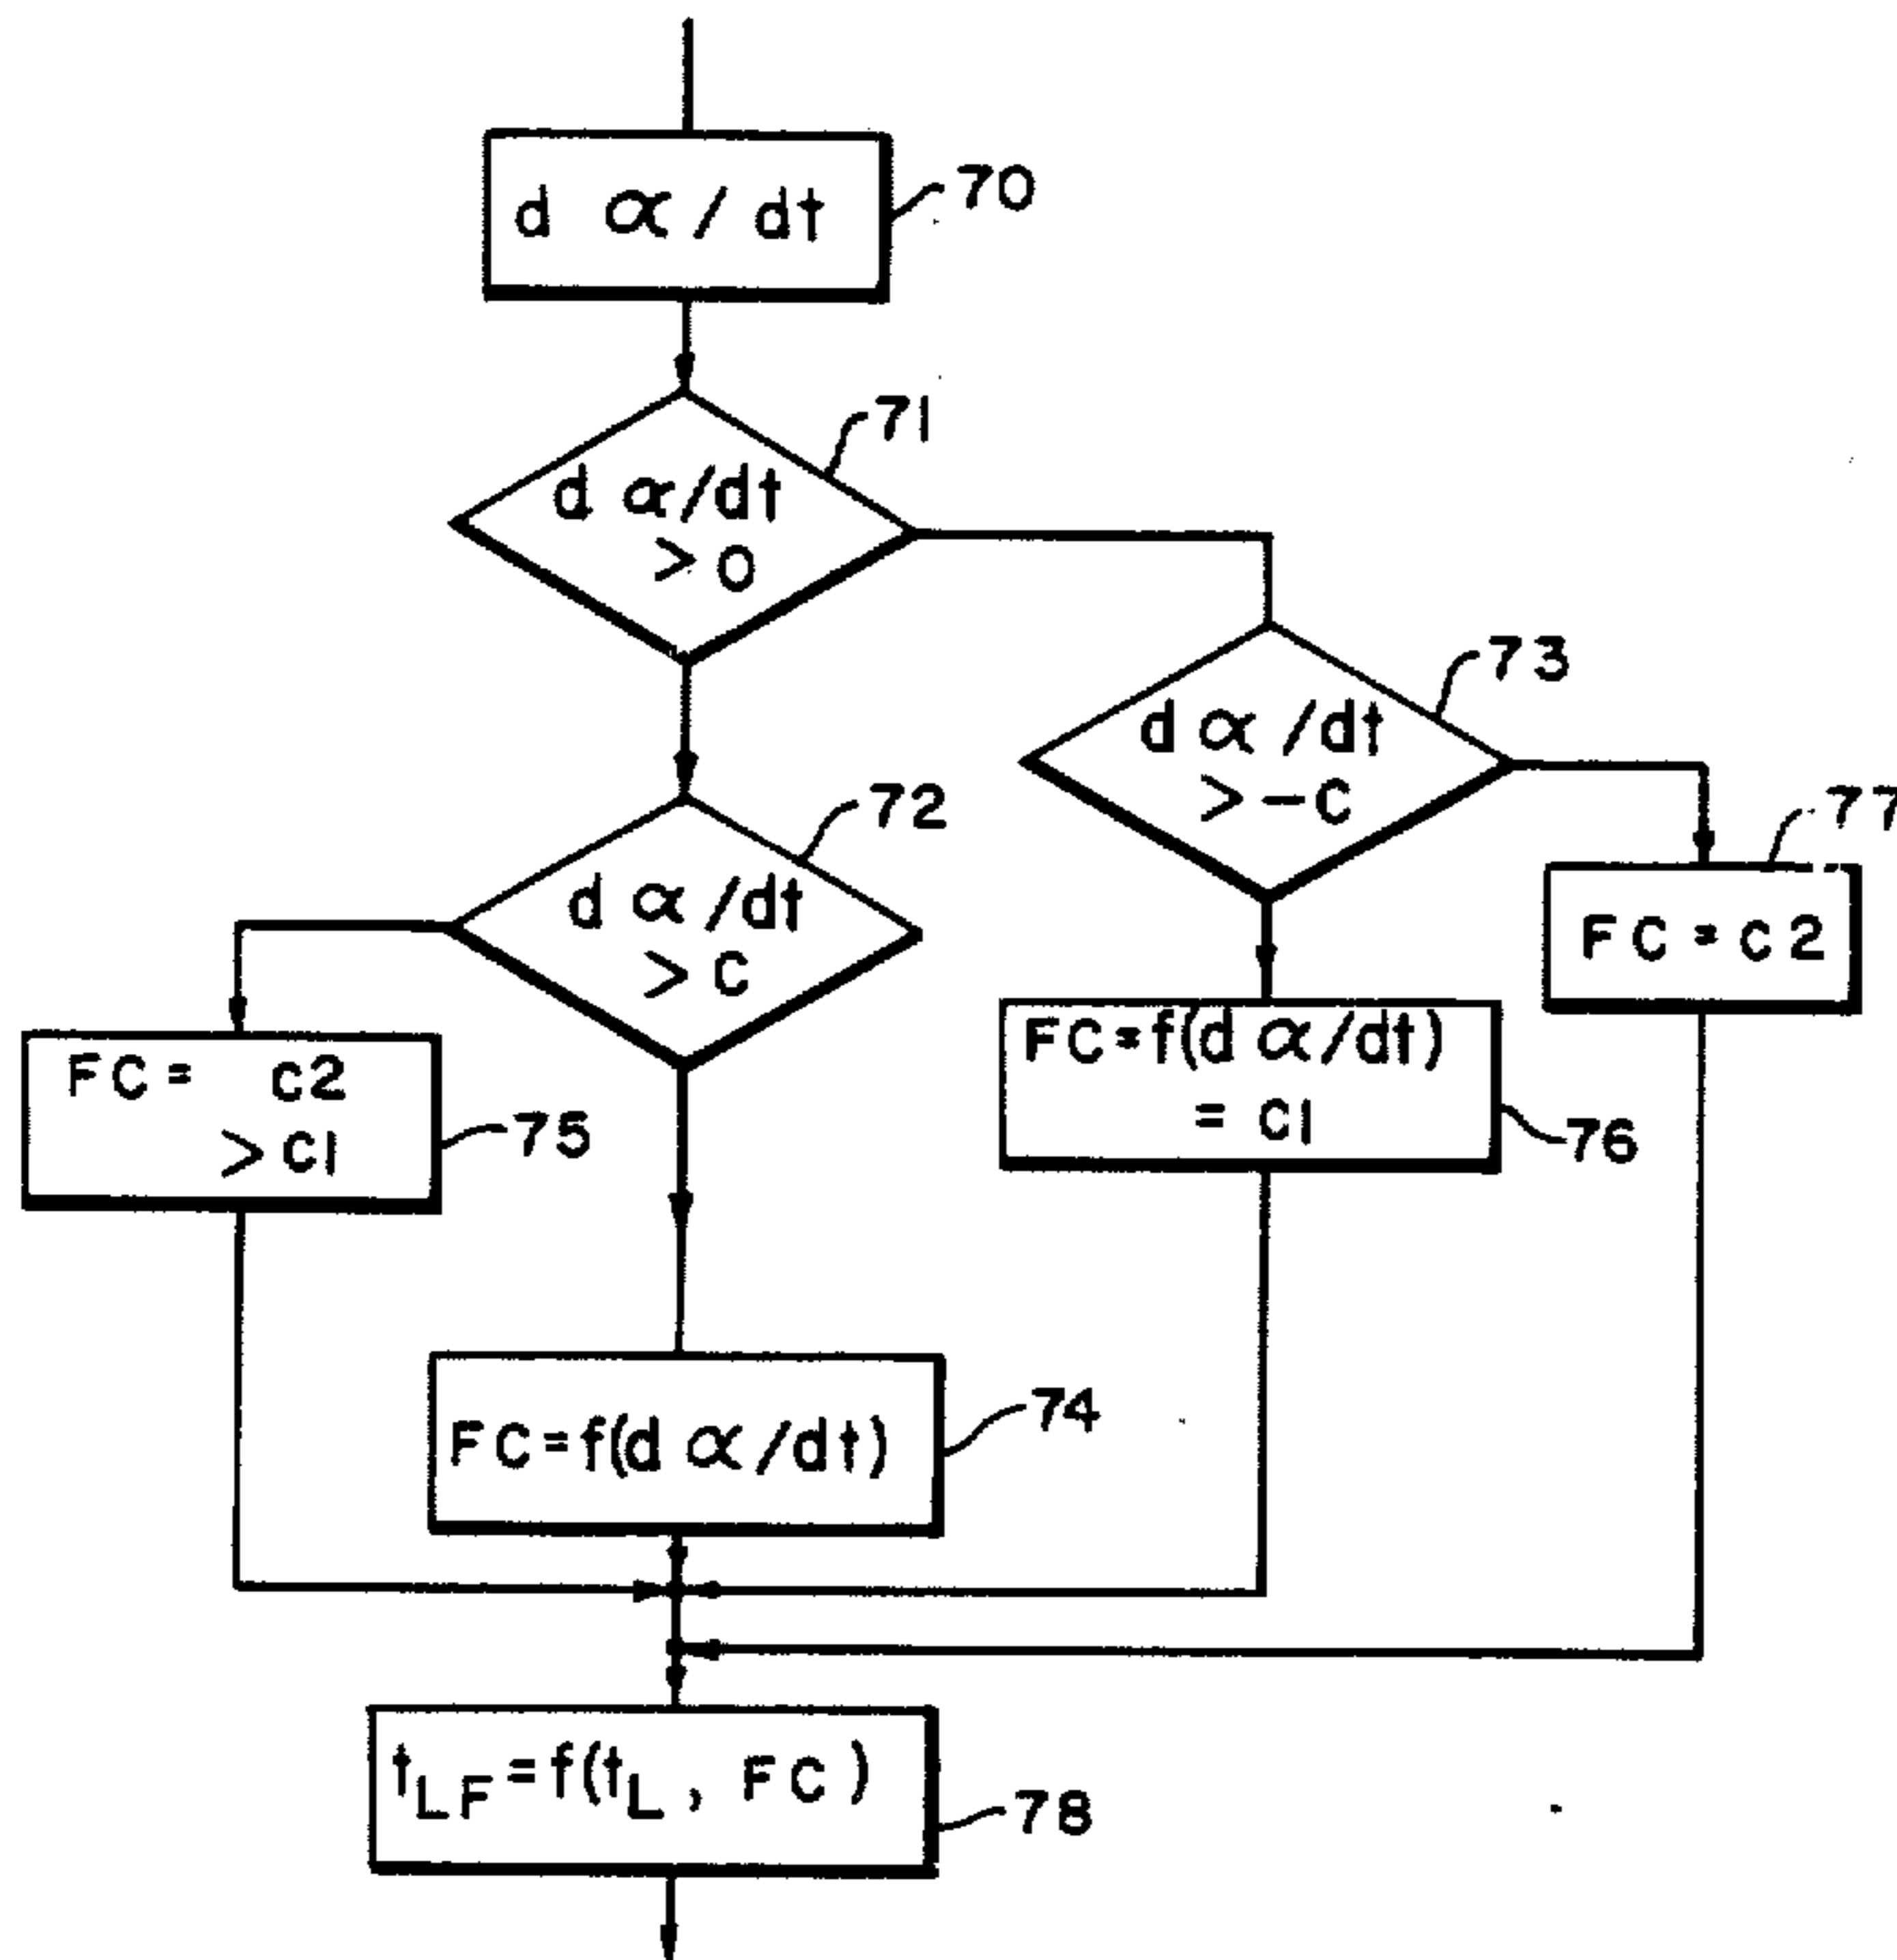 d α / dt
70
d α/dt
> 0
71
d α /dt
> -C
73
d α /dt
> C
72
FC = c2
77
FC = c2
> C1
75
FC=f(d α/dt)
= C1
76
FC=f(d α/dt)
74
tLF=f(tL, FC)
78